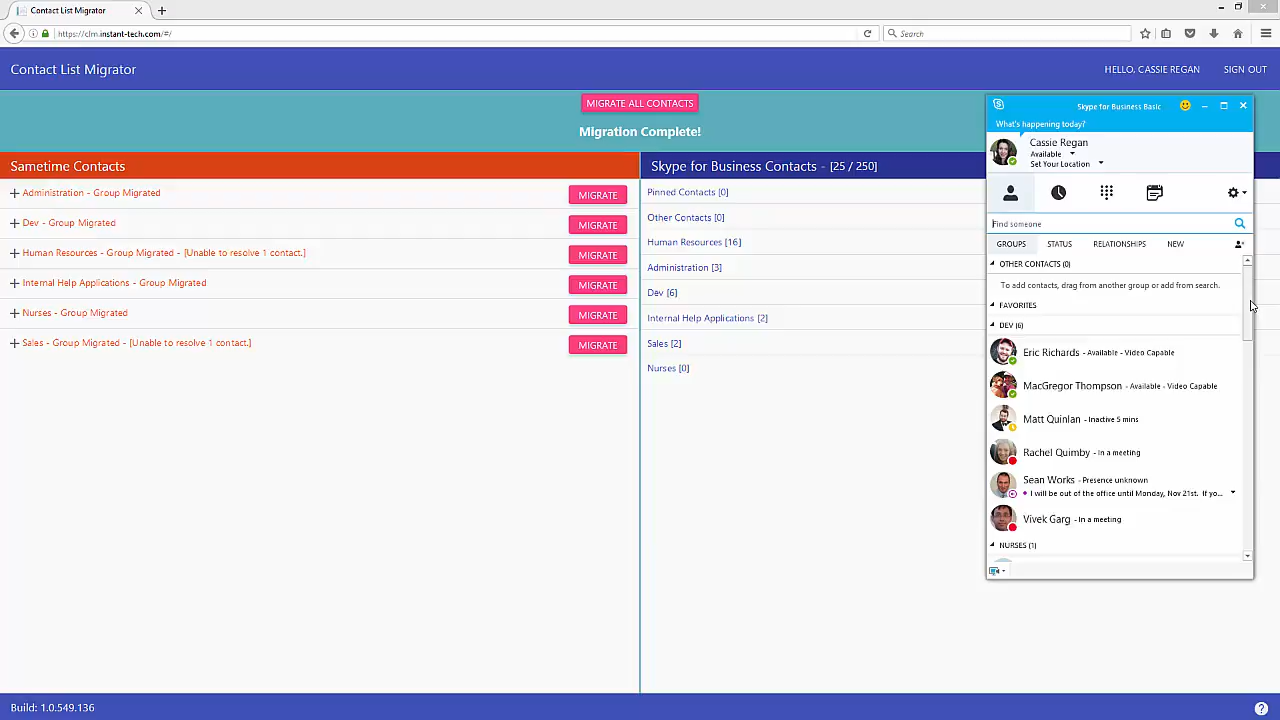 Contact List Migrator
https://clm.instant-tech.com/#/
Search
Contact List Migrator
HELLO, CASSIE REGAN
SIGN OUT
MIGRATE ALL CONTACTS
Migration Complete!
Sametime Contacts
Administration - Group Migrated
MIGRATE
Dev - Group Migrated
MIGRATE
Human Resources - Group Migrated - [Unable to resolve 1 contact.]
MIGRATE
Internal Help Applications - Group Migrated
MIGRATE
Nurses - Group Migrated
MIGRATE
Sales - Group Migrated - [Unable to resolve 1 contact.]
MIGRATE
Skype for Business Contacts - [25 / 250]
Pinned Contacts [0]
Other Contacts [0]
Human Resources [16]
Administration [3]
Dev [6]
Internal Help Applications [2]
Sales [2]
Nurses [0]
Skype for Business Basic
What's happening today?
Cassie Regan
Available
Set Your Location
Find someone
GROUPS
STATUS
RELATIONSHIPS
NEW
OTHER CONTACTS (0)
To add contacts, drag from another group or add from search.
FAVORITES
DEV (6)
Eric Richards - Available - Video Capable
MacGregor Thompson - Available - Video Capable
Matt Quinlan - Inactive 5 mins
Rachel Quimby - In a meeting
Sean Works - Presence unknown
I will be out of the office until Monday, Nov 21st. If yo...
Vivek Garg - In a meeting
NURSES (1)
Build: 1.0.549.136